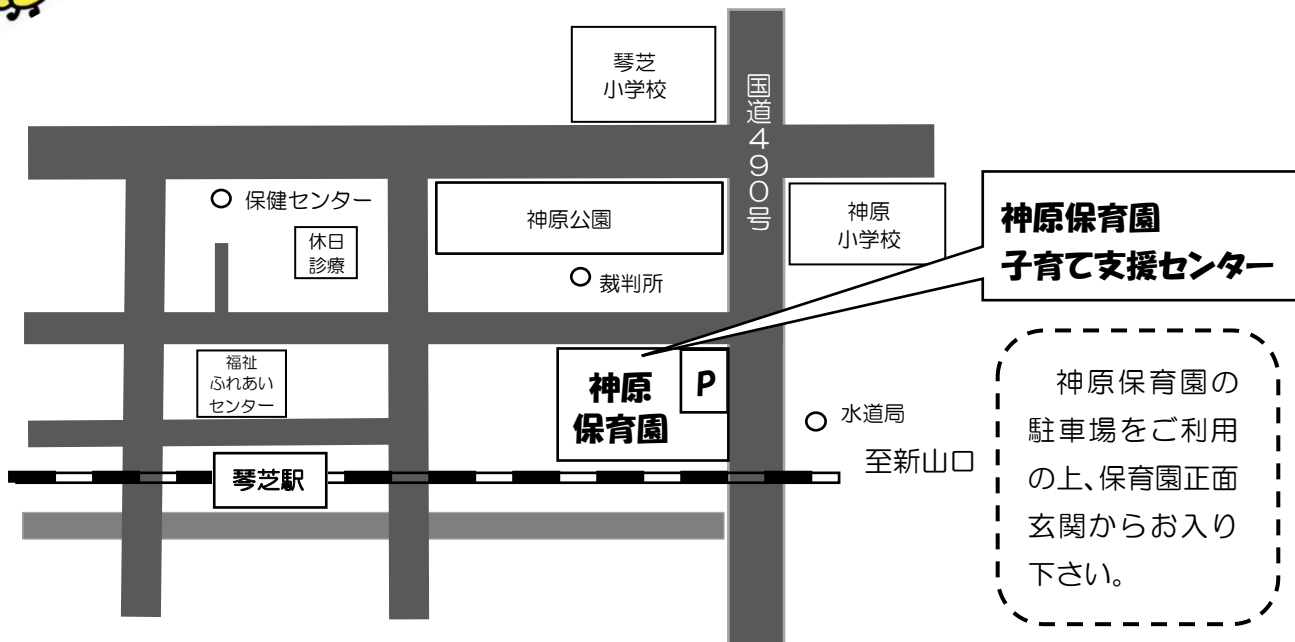 琴芝
小学校
国道490号
保健センター
休日
診療
神原公園
神原
小学校
裁判所
神原保育園
子育て支援センター
福祉
ふれあい
センター
神原
保育園
P
水道局
至新山口
琴芝駅
神原保育園の
駐車場をご利用
の上、保育園正面
玄関からお入り
下さい。